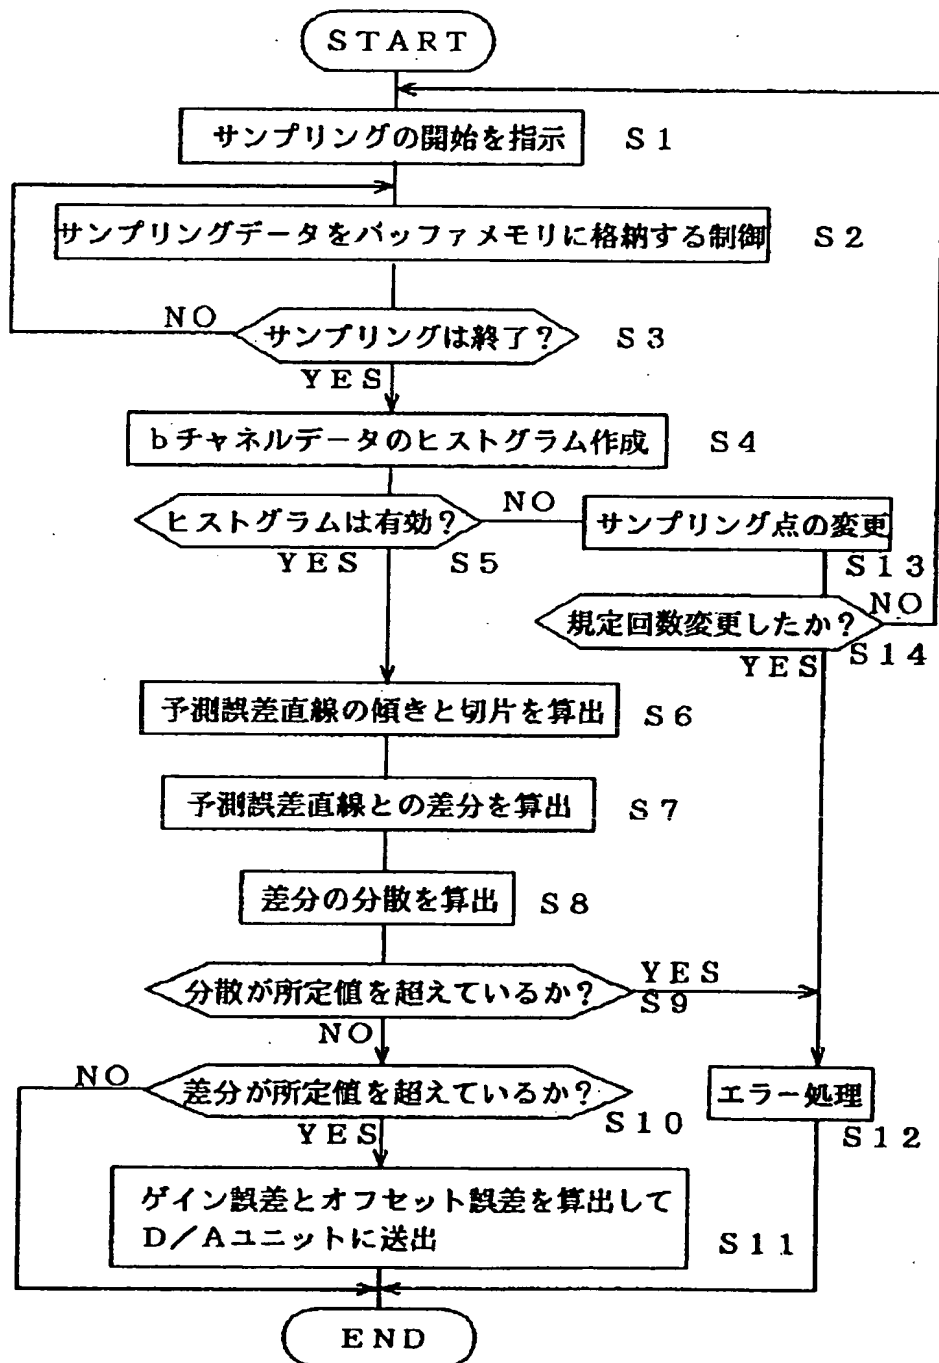 START
サンプリングの開始を指示 S1
サンプリングデータをバッファメモリに格納する制御 S2
NO
サンプリングは終了? S3
YES
bチャネルデータのヒストグラム作成 S4
ヒストグラムは有効? NO サンプリング点の変更
YES S5 S13
規定回数変更したか? NO
YES S14
予測誤差直線の傾きと切片を算出 S6
予測誤差直線との差分を算出 S7
差分の分散を算出 S8
分散が所定値を超えているか? YES
S9
NO
NO 差分が所定値を超えているか? エラー処理
YES S10 S12
ゲイン誤差とオフセット誤差を算出して
D/Aユニットに送出 S11
END